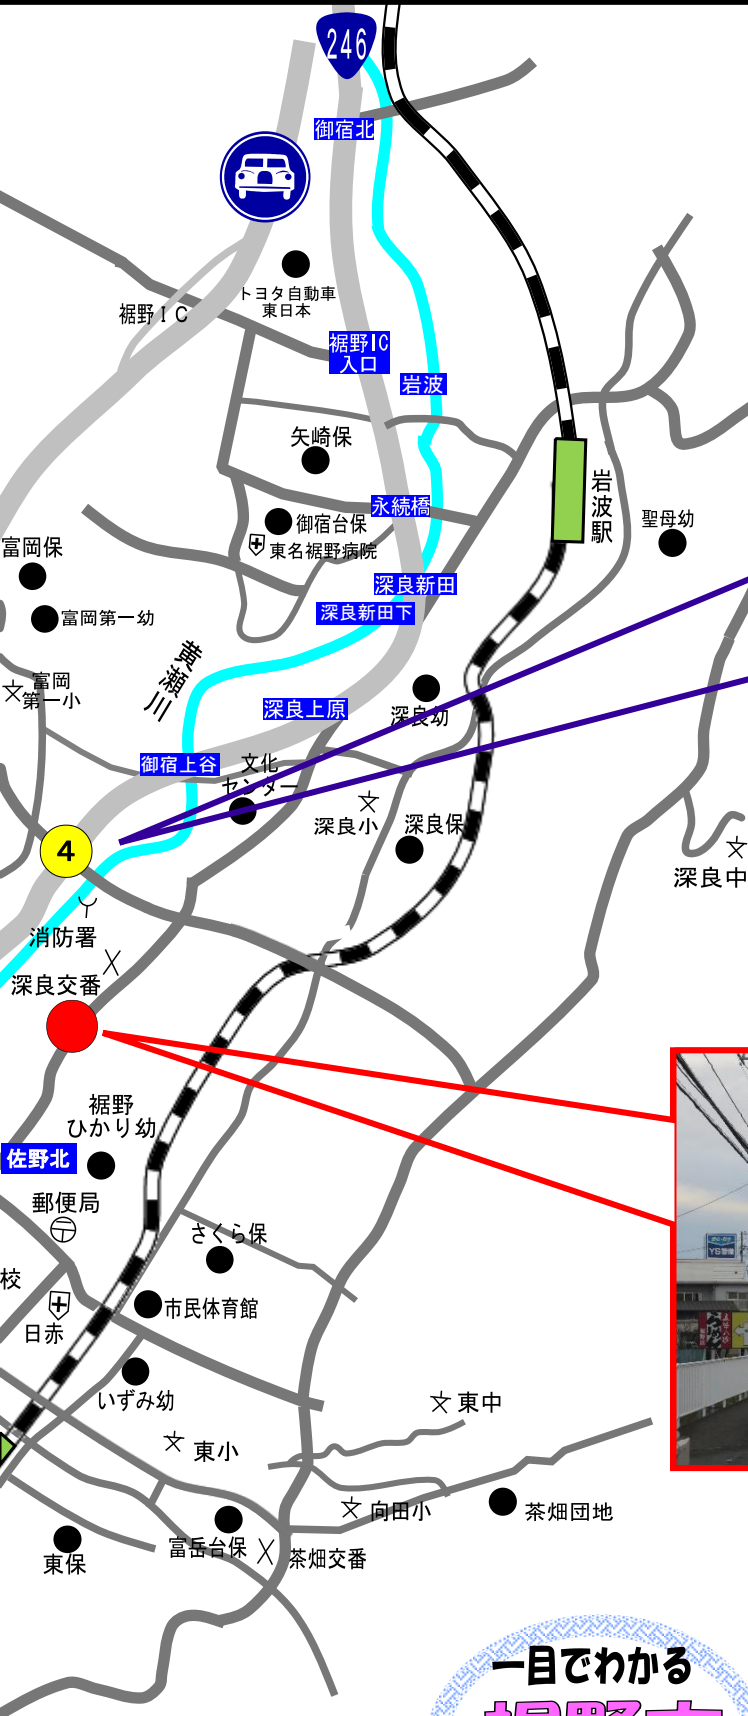 246
御宿北
トヨタ自動車
東日本
裾野IC
裾野IC
入口
岩波
矢崎保
永続橋
御宿台保
東名裾野病院
岩波駅
聖母幼
富岡保
富岡第一幼
深良新田
深良新田下
黄瀬川
富岡
第一小
深良上原
深良幼
御宿上谷
文化
センター
深良小
深良保
4
深良中
消防署
深良交番
裾野
ひかり幼
佐野北
郵便局
さくら保
校
市民体育館
日赤
いずみ幼
東中
東小
向田小
茶畑団地
富岳台保
茶畑交番
東保
一目でわかる
裾野市